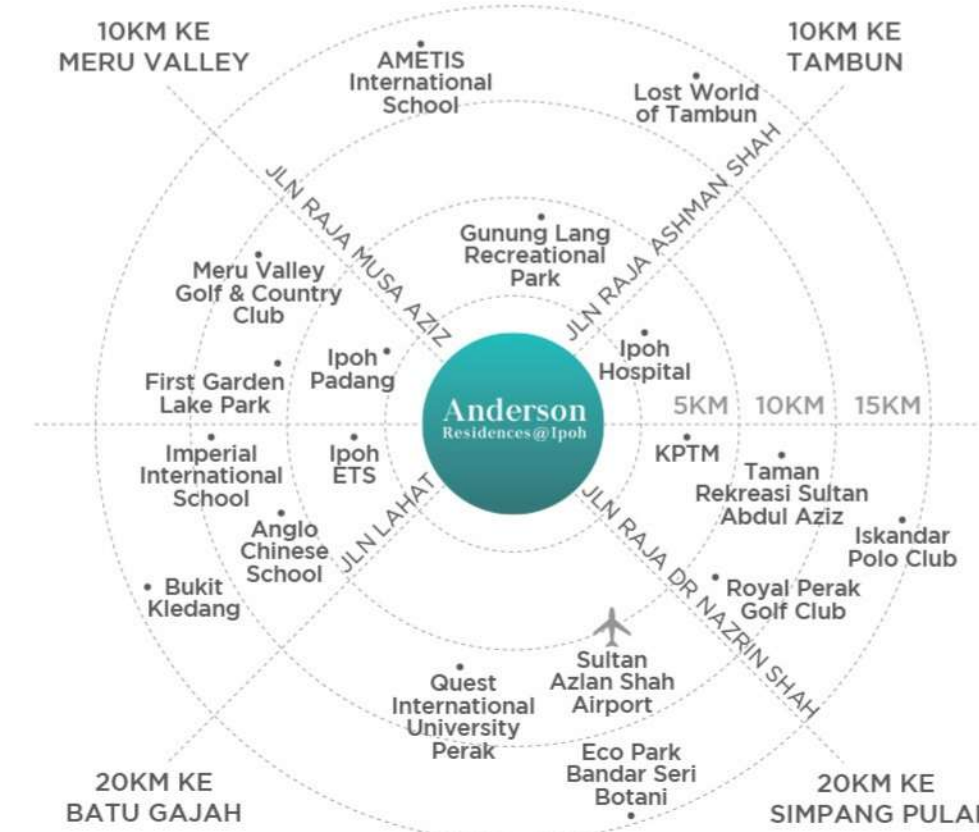 10KM KE
MERU VALLEY
10KM KE
TAMBUN
AMETIS
International
School
Lost World
of Tambun
JLN RAJA MUSA AZIZ
JLN RAJA ASHMAN SHAH
Gunung Lang
Recreational
Park
Meru Valley
Golf & Country
Club
Ipoh
Padang
Ipoh
Hospital
First Garden
Lake Park
Anderson
Residences@Ipoh
5KM
10KM
15KM
Imperial
International
School
Ipoh
ETS
KPTM
Taman
Rekreasi Sultan
Abdul Aziz
Anglo
Chinese
School
JLN LAHAT
JLN RAJA DR NAZRIN SHAH
Iskandar
Polo Club
Bukit
Kledang
Royal Perak
Golf Club
Quest
International
University
Perak
Sultan
Azlan Shah
Airport
Eco Park
Bandar Seri
Botani
20KM KE
BATU GAJAH
20KM KE
SIMPANG PULAI